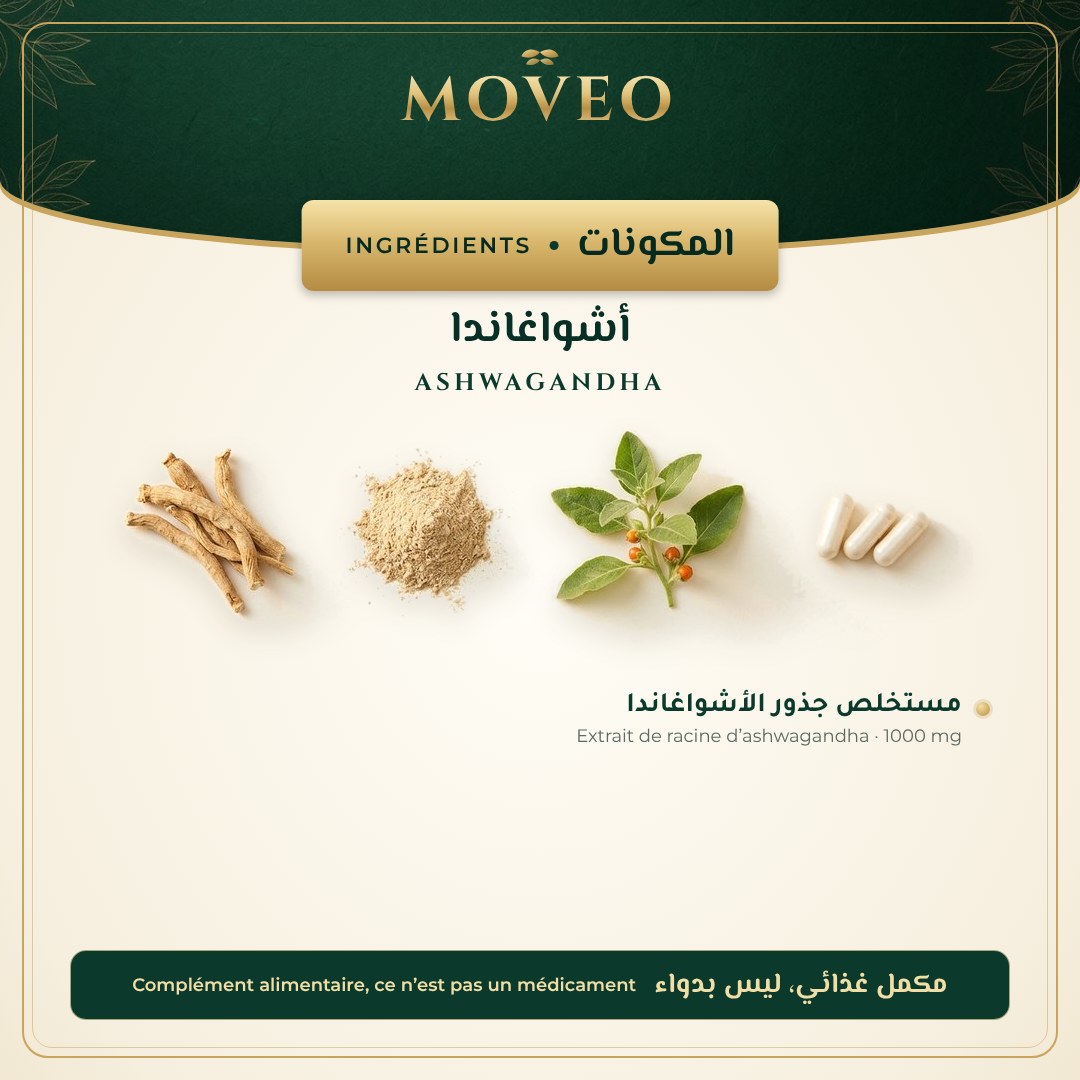 MOVEO
INGRÉDIENTS • المكونات
أشواغاندا
ASHWAGANDHA
مستخلص جذور الأشواغاندا
Extrait de racine d’ashwagandha · 1000 mg
Complément alimentaire, ce n’est pas un médicament مكمل غذائي، ليس بدواء